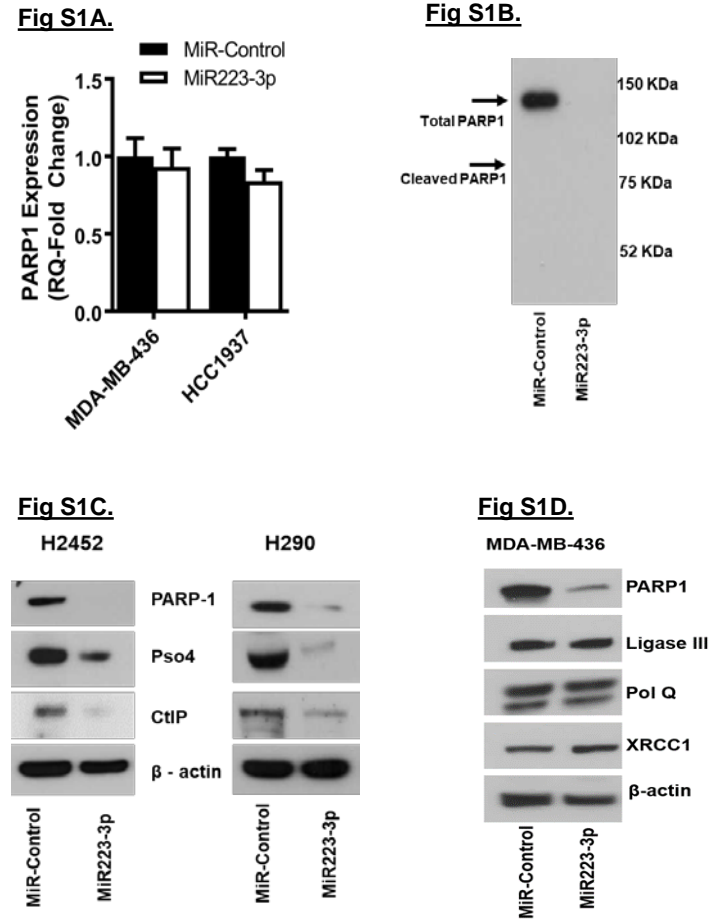 Fig S1A.
MiR-Control
MiR223-3p
PARP1 Expression
(RQ-Fold Change)
1.5
1.0
0.5
0.0
MDA-MB-436
HCC1937
Fig S1B.
150 KDa
Total PARP1
102 KDa
Cleaved PARP1
75 KDa
52 KDa
MiR-Control
MiR223-3p
Fig S1C.
H2452
H290
PARP-1
Pso4
CtIP
β - actin
MiR-Control
MiR223-3p
MiR-Control
MiR223-3p
Fig S1D.
MDA-MB-436
PARP1
Ligase III
Pol Q
XRCC1
β-actin
MiR-Control
MiR223-3p